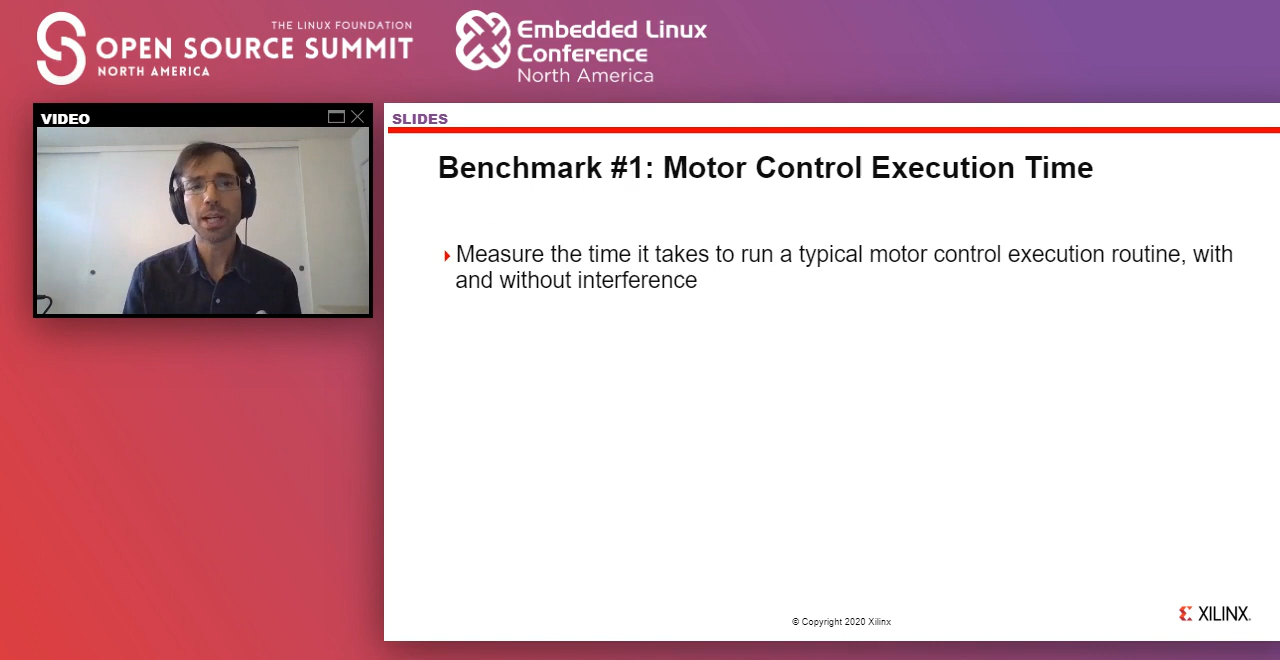 THE LINUX FOUNDATION
OPEN SOURCE SUMMIT
NORTH AMERICA
Embedded Linux
Conference
North America
VIDEO
SLIDES
Benchmark #1: Motor Control Execution Time
Measure the time it takes to run a typical motor control execution routine, with
and without interference
© Copyright 2020 Xilinx
XILINX.